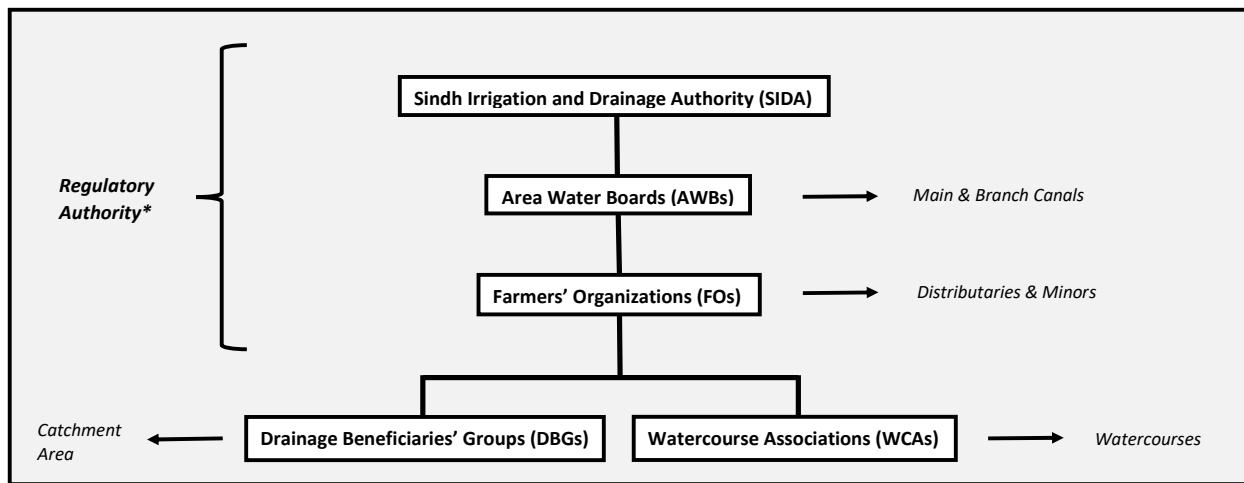 Sindh Irrigation and Drainage Authority (SIDA)
Regulatory
Authority*
Area Water Boards (AWBs)
Main & Branch Canals
Farmers' Organizations (FOs)
Distributaries & Minors
Catchment
Area
Drainage Beneficiaries' Groups (DBGs)
Watercourse Associations (WCAs)
Watercourses